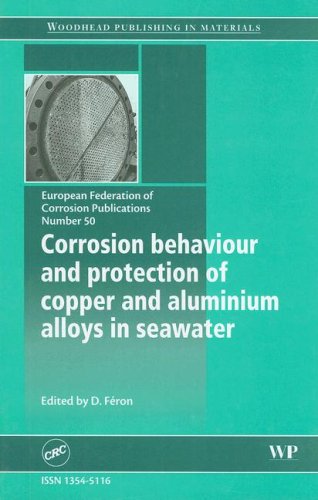 WOODHEAD PUBLISHING IN MATERIALS
European Federation of
Corrosion Publications
Number 50
Corrosion behaviour
and protection of
copper and aluminium
alloys in seawater
Edited by D. Féron
CRC
WP
ISSN 1354-5116